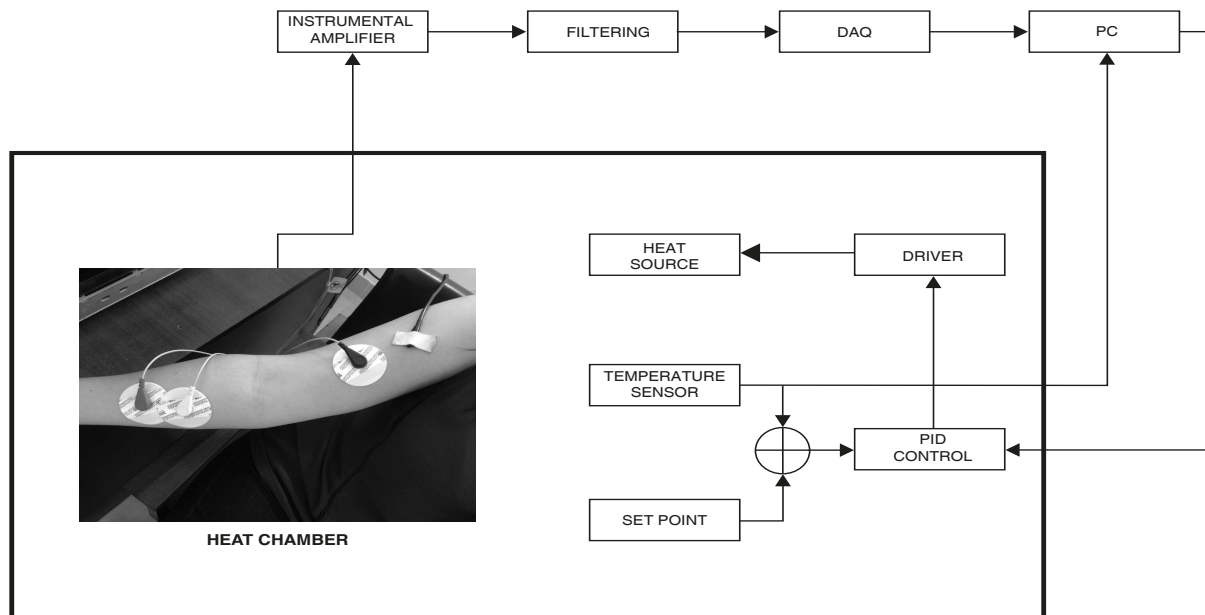 INSTRUMENTAL
AMPLIFIER
FILTERING
DAQ
PC
HEAT
SOURCE
DRIVER
TEMPERATURE
SENSOR
PID
CONTROL
SET POINT
HEAT CHAMBER